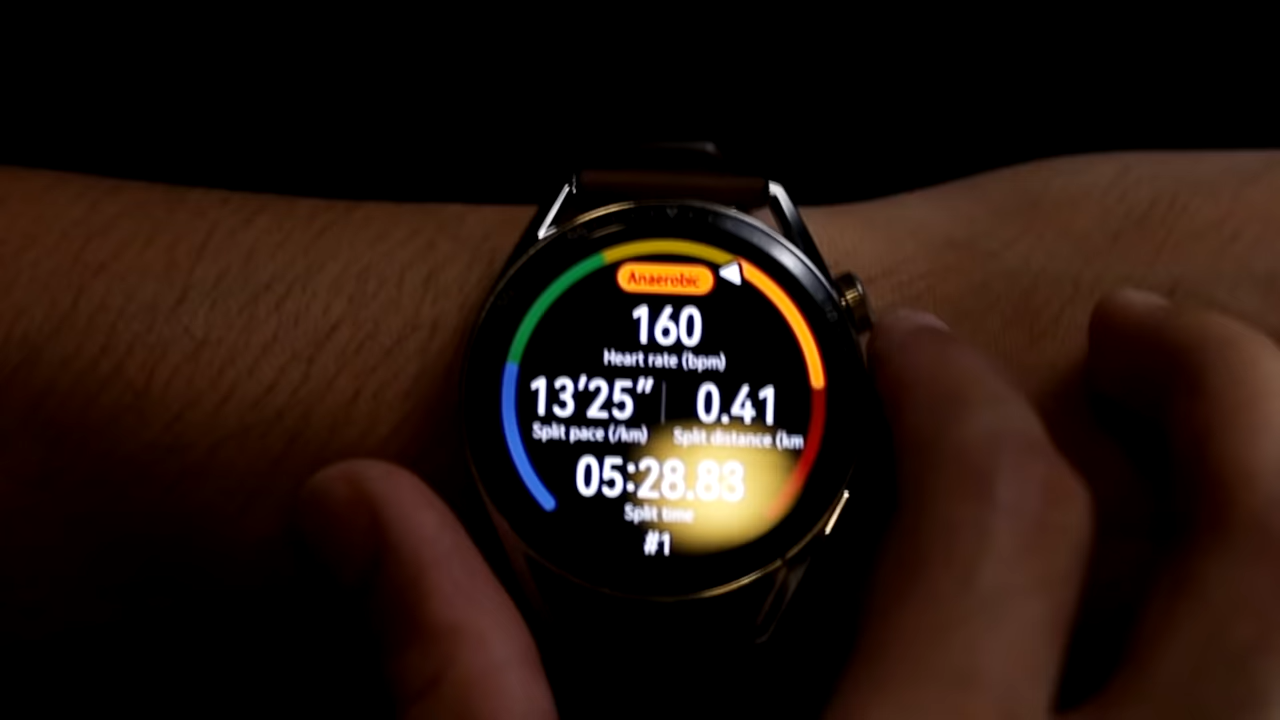 Anaerobic
160
Heart rate (bpm)
13'25" 0.41
Split pace (/km) Split distance (km
05:28.88
Split time
#1